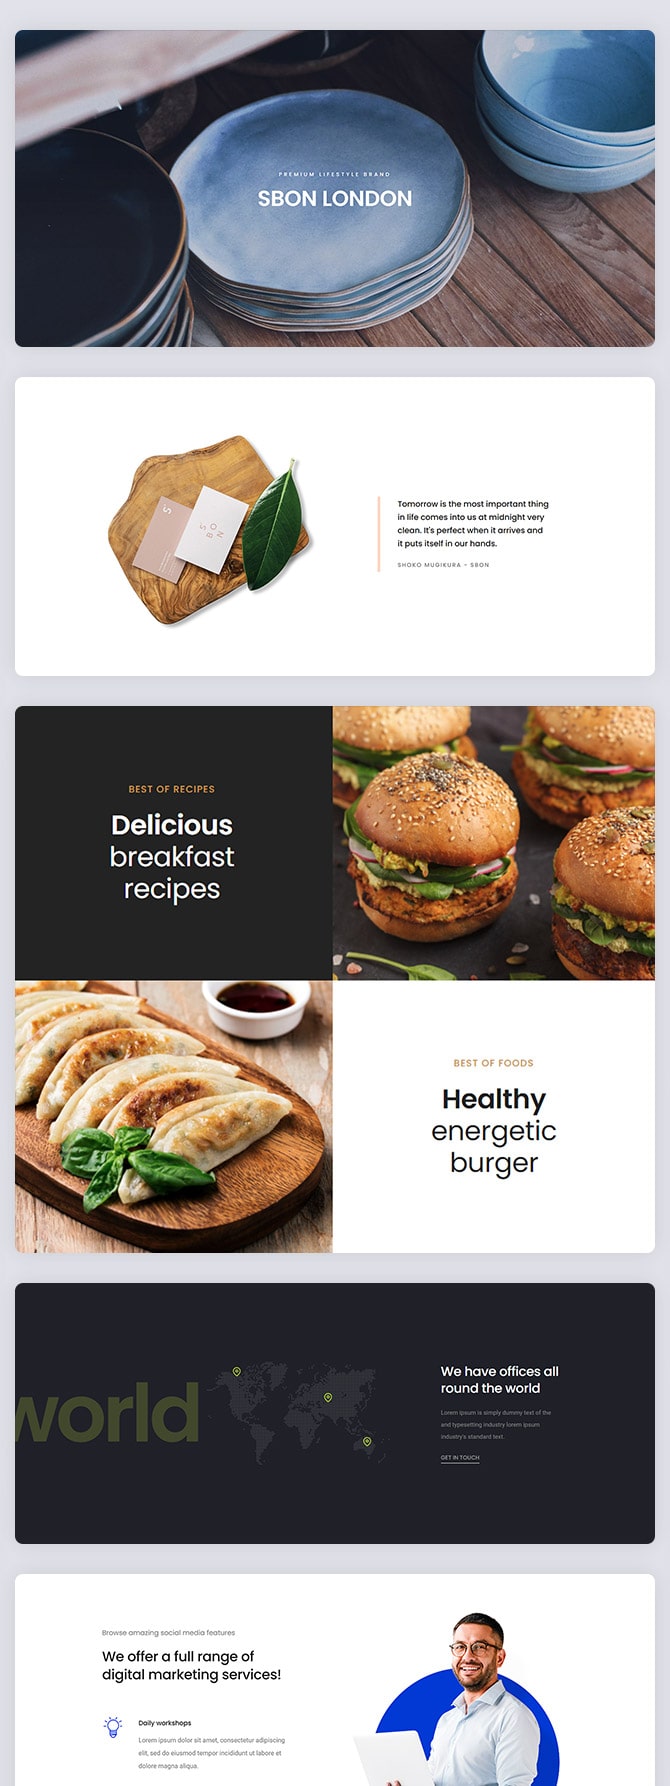 PREMIUM LIFESTYLE BRAND
SBON LONDON
S
S
B O
N
Tomorrow is the most important thing
in life comes into us at midnight very
clean. It's perfect when it arrives and
it puts itself in our hands.
SHOKO MUGIKURA - SBON
BEST OF RECIPES
Delicious
breakfast
recipes
BEST OF FOODS
Healthy
energetic
burger
world
We have offices all
round the world
Lorem Ipsum is simply dummy text of the
and typesetting industry lorem ipsum
industry's standard text.
GET IN TOUCH
Browse amazing social media features
We offer a full range of
digital marketing services!
Daily workshops
Lorem ipsum dolor sit amet, consectetur adipiscing
elit, sed do eiusmod tempor incididunt ut labore et
dolore magna aliqua.